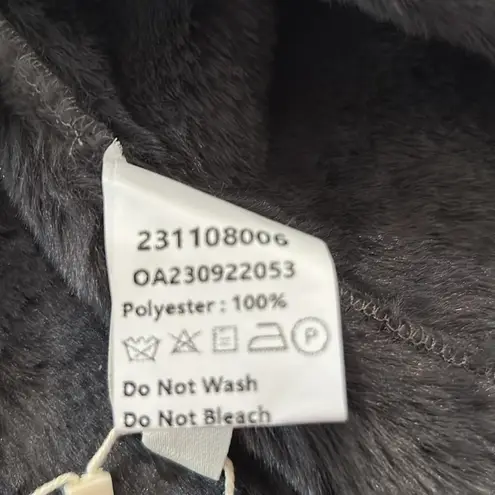 231108006
OA230922053
Polyester : 100%
P
Do Not Wash
Do Not Bleach